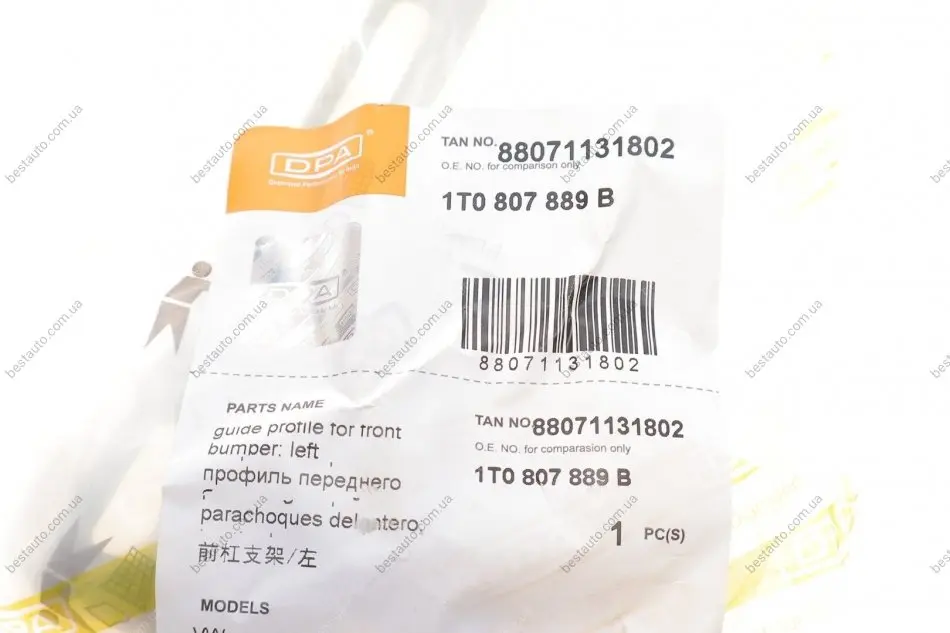 DPA
TAN NO. 88071131802
O.E. NO. for comparison only
1T0 807 889 B
88071131802
PARTS NAME
guide profile for front
bumper: left
профиль переднего
parachoques del
前杠支架/左
MODELS
TAN NO 88071131802
O.E. NO. for comparasion only
1T0 807 889 B
1 PC(S)
bestauto.com.ua